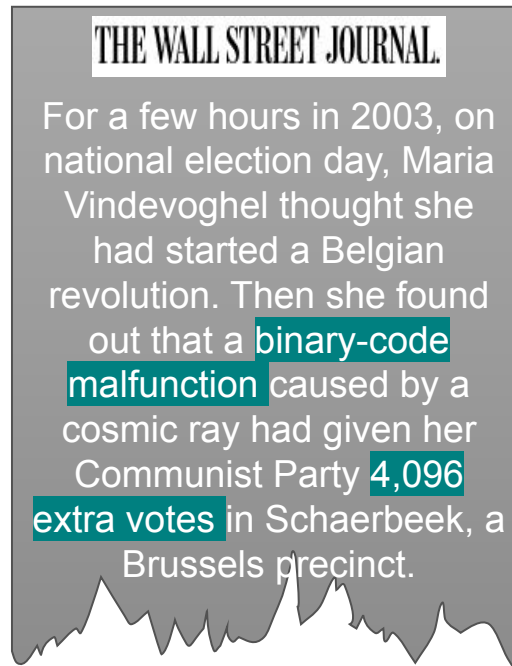 THE WALL STREET JOURNAL.
For a few hours in 2003, on
national election day, Maria
Vindevoghel thought she
had started a Belgian
revolution. Then she found
out that a binary-code
malfunction caused by a
cosmic ray had given her
Communist Party 4,096
extra votes in Schaerbeek, a
Brussels precinct.